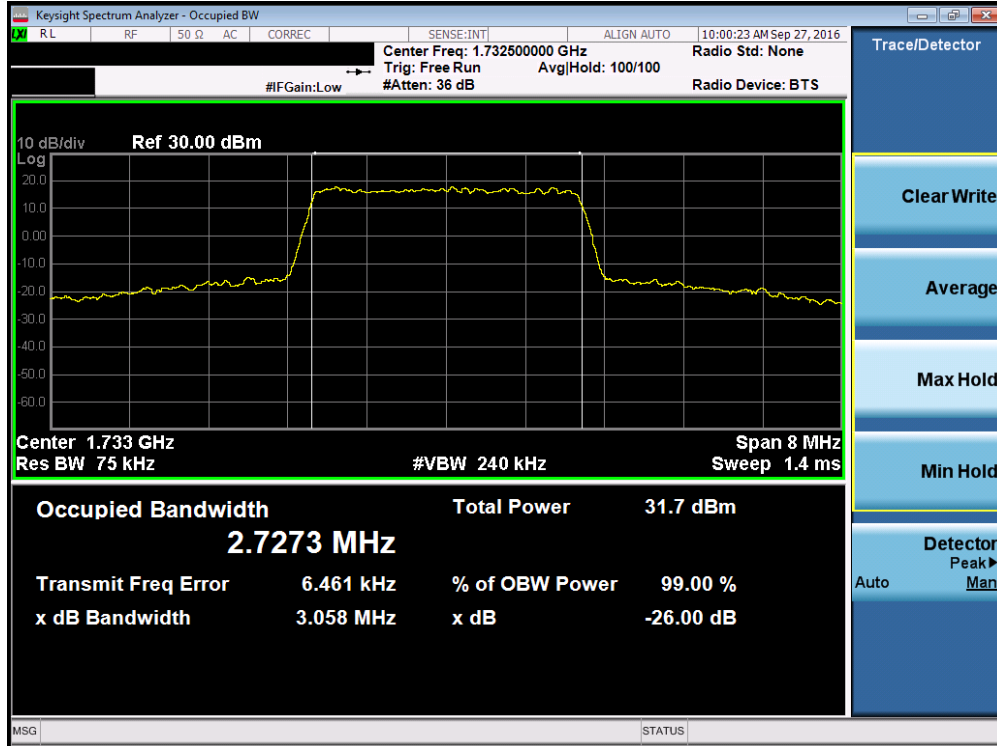 Keysight Spectrum Analyzer - Occupied BW
LXI RL RF 50 Ω AC CORREC SENSE:INT ALIGN AUTO 10:00:23 AM Sep 27, 2016
Center Freq: 1.732500000 GHz Radio Std: None
Trig: Free Run Avg|Hold: 100/100
#IFGain:Low #Atten: 36 dB Radio Device: BTS
Trace/Detector
10 dB/div Ref 30.00 dBm
Log
20.0
10.0
0.00
-10.0
-20.0
-30.0
-40.0
-50.0
-60.0
Center 1.733 GHz Span 8 MHz
Res BW 75 kHz #VBW 240 kHz Sweep 1.4 ms
Occupied Bandwidth Total Power 31.7 dBm
2.7273 MHz
Transmit Freq Error 6.461 kHz % of OBW Power 99.00 %
x dB Bandwidth 3.058 MHz x dB -26.00 dB
Clear Write
Average
Max Hold
Min Hold
Detector
Peak▶
Auto Man
MSG STATUS